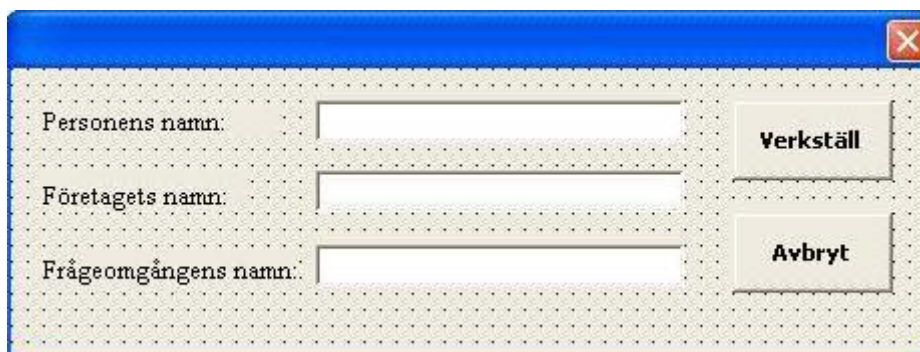 Personens namn:
Verkställ
Företagets namn:
Avbryt
Frågeomgångens namn: